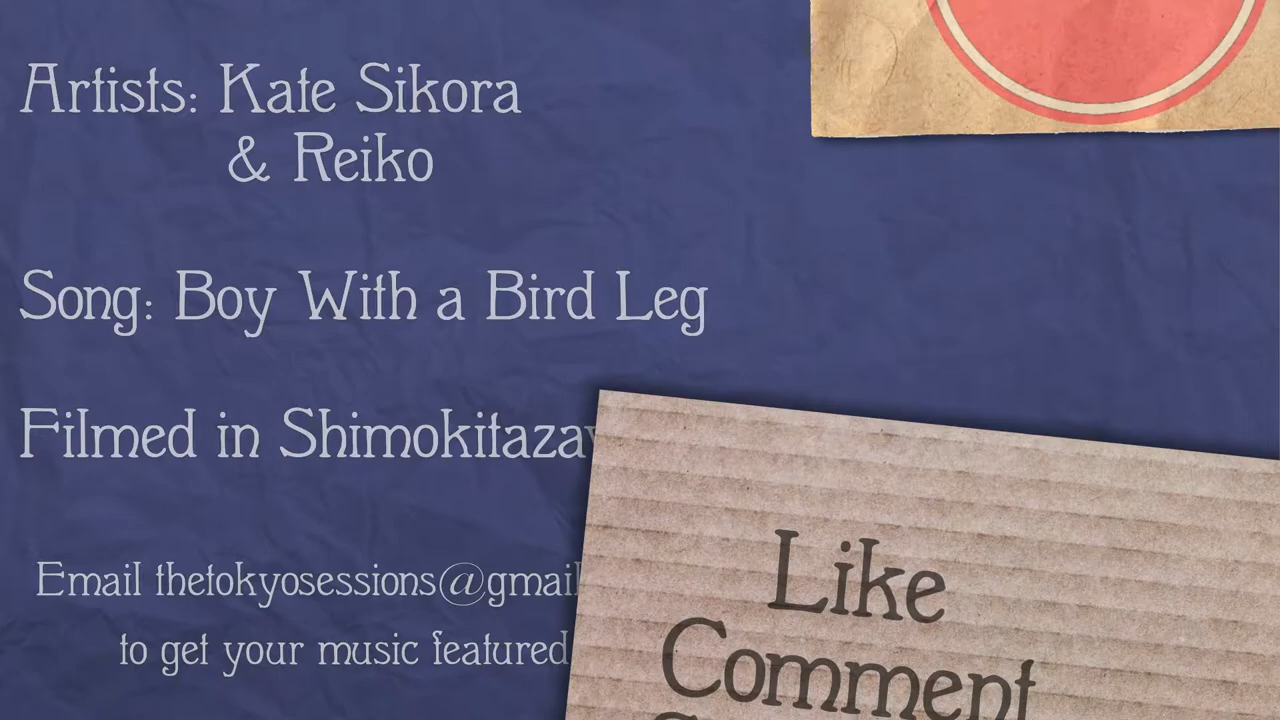 Artists: Kate Sikora
& Reiko
Song: Boy With a Bird Leg
Filmed in
Email thetokyosessions@gmail
to get your music featured
Like
Comment